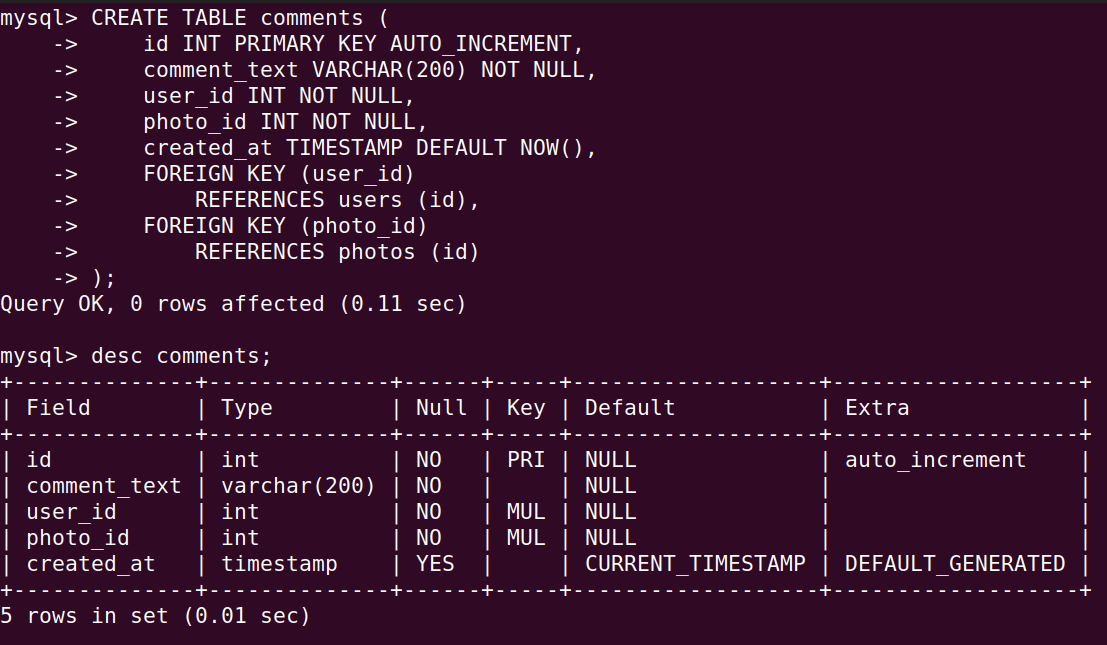 mysql> CREATE TABLE comments (
    ->     id INT PRIMARY KEY AUTO_INCREMENT,
    ->     comment_text VARCHAR(200) NOT NULL,
    ->     user_id INT NOT NULL,
    ->     photo_id INT NOT NULL,
    ->     created_at TIMESTAMP DEFAULT NOW(),
    ->     FOREIGN KEY (user_id)
    ->         REFERENCES users (id),
    ->     FOREIGN KEY (photo_id)
    ->         REFERENCES photos (id)
    -> );
Query OK, 0 rows affected (0.11 sec)

mysql> desc comments;
+--------------+--------------+------+-----+-------------------+-------------------+
| Field        | Type         | Null | Key | Default           | Extra             |
+--------------+--------------+------+-----+-------------------+-------------------+
| id           | int          | NO   | PRI | NULL              | auto_increment    |
| comment_text | varchar(200) | NO   |     | NULL              |                   |
| user_id      | int          | NO   | MUL | NULL              |                   |
| photo_id     | int          | NO   | MUL | NULL              |                   |
| created_at   | timestamp    | YES  |     | CURRENT_TIMESTAMP | DEFAULT_GENERATED |
+--------------+--------------+------+-----+-------------------+-------------------+
5 rows in set (0.01 sec)